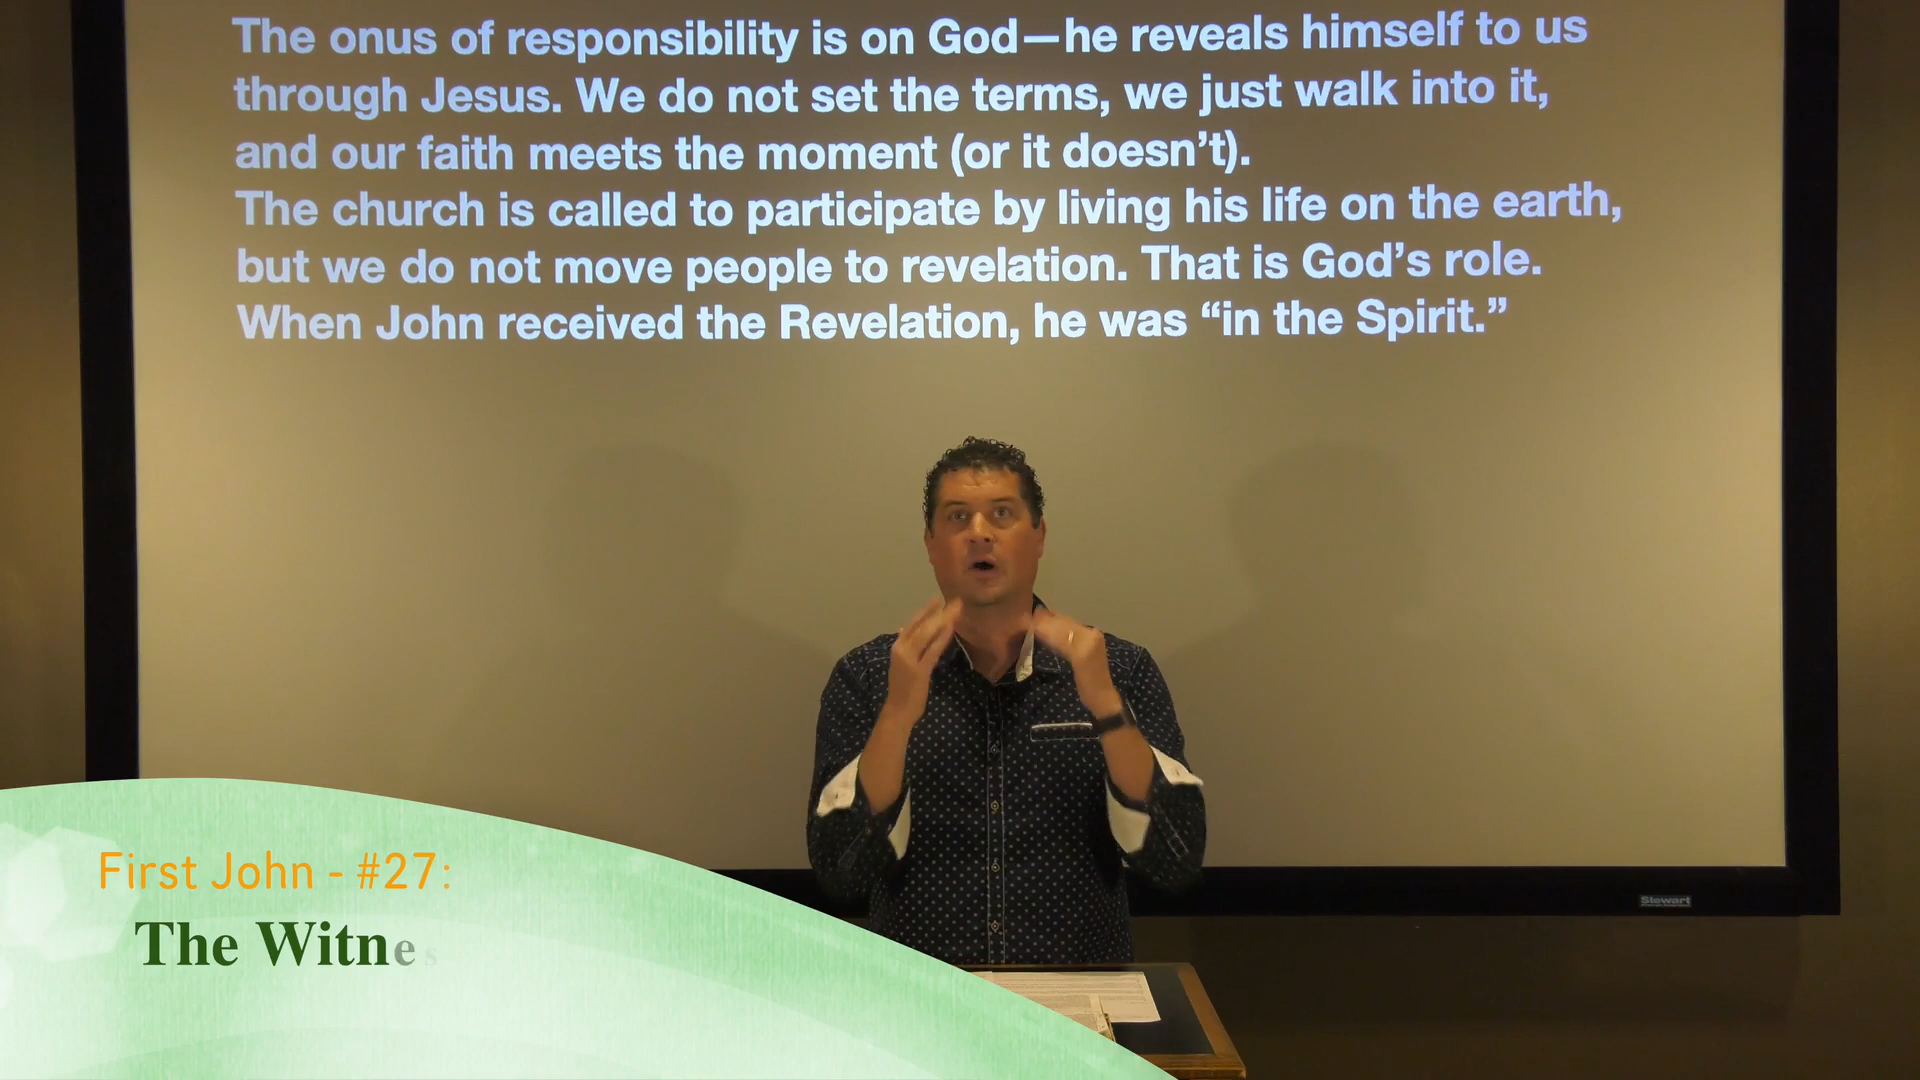 The onus of responsibility is on God—he reveals himself to us
through Jesus. We do not set the terms, we just walk into it,
and our faith meets the moment (or it doesn’t).
The church is called to participate by living his life on the earth,
but we do not move people to revelation. That is God’s role.
When John received the Revelation, he was “in the Spirit.”
Stewart
First John - #27:
The Witnes